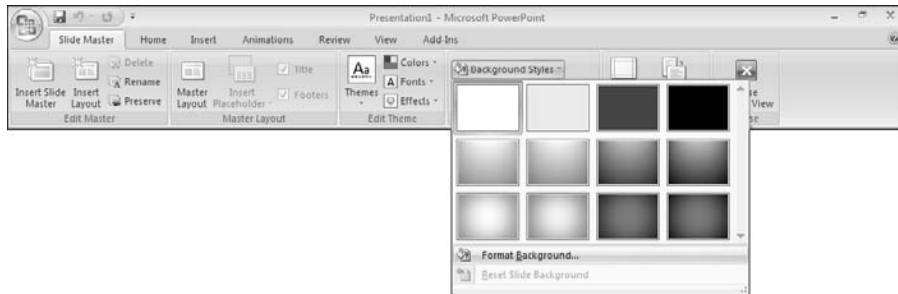 Presentation1 - Microsoft PowerPoint
Slide Master Home Insert Animations Review View Add-Ins
Insert Slide Master
Insert Layout
Delete
Rename
Preserve
Edit Master
Master Layout
Insert Placeholder
Title
Footers
Master Layout
Aa
Themes
Colors
Fonts
Effects
Edit Theme
Background Styles
View
Format Background...
Reset Slide Background